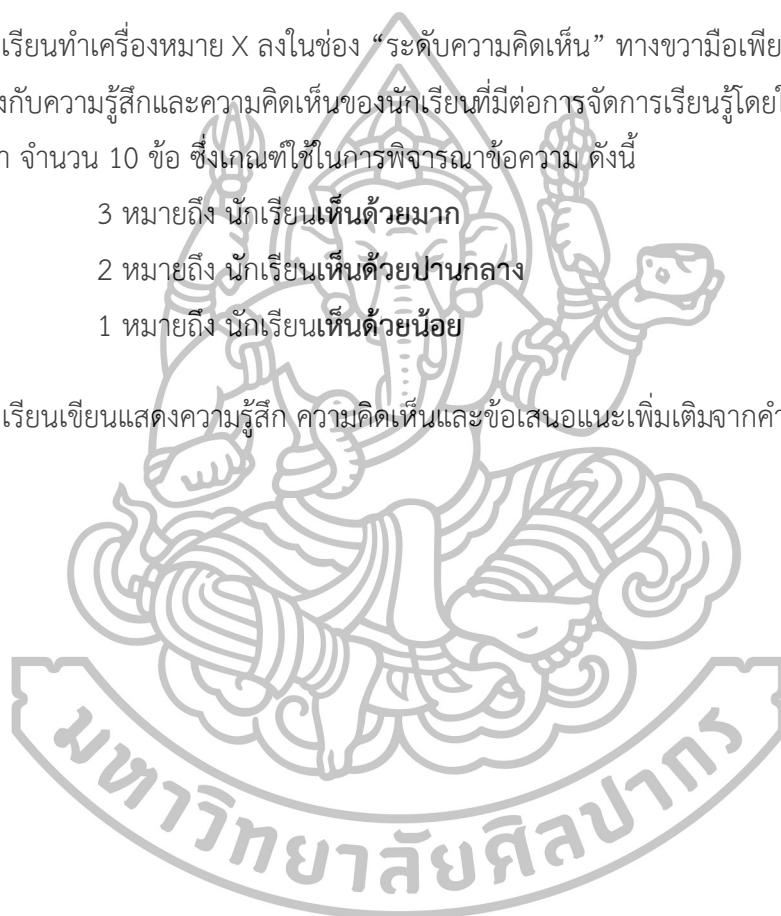 เรียนทำเครื่องหมาย X ลงในช่อง “ระดับความคิดเห็น” ทางขวามือเพีย
งกับความรู้สึกและความคิดเห็นของนักเรียนที่มีต่อการจัดการเรียนรู้โดยใ
า จำนวน 10 ข้อ ซึ่งเกณฑ์ใช้ในการพิจารณาข้อความ ดังนี้
3 หมายถึง นักเรียนเห็นด้วยมาก
2 หมายถึง นักเรียนเห็นด้วยปานกลาง
1 หมายถึง นักเรียนเห็นด้วยน้อย
เรียนเขียนแสดงความรู้สึก ความคิดเห็นและข้อเสนอแนะเพิ่มเติมจากคำ
มหาวิทยาลัยศิลปากร